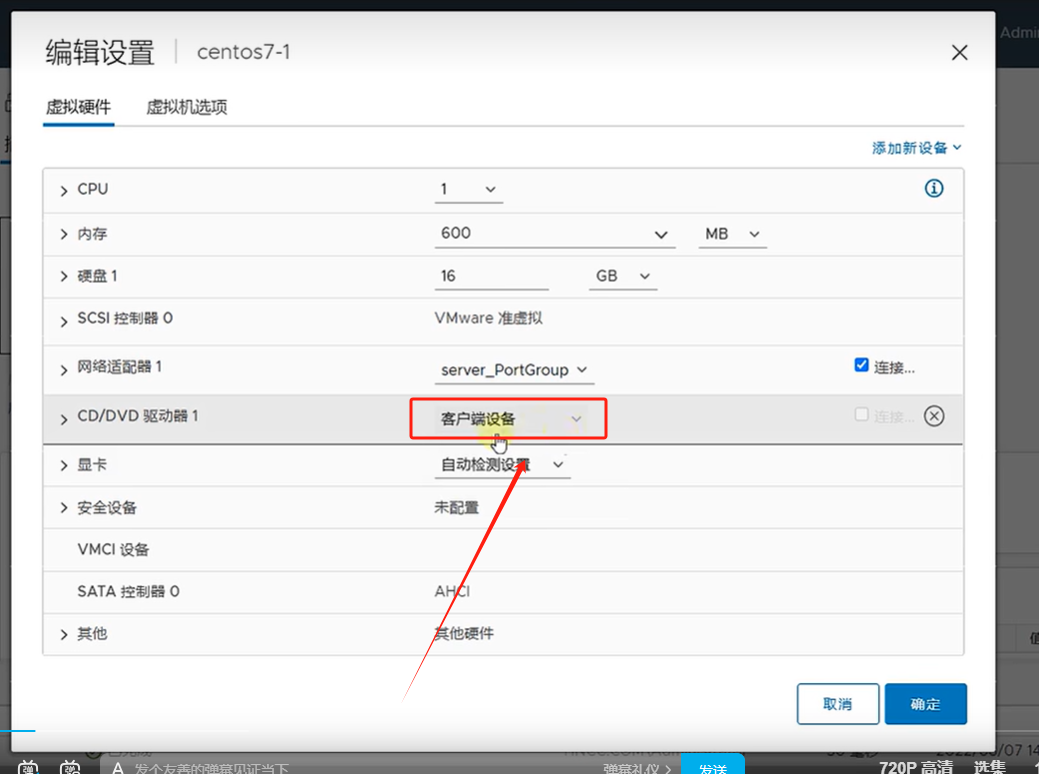 Admin
编辑设置 centos7-1
虚拟硬件 虚拟机选项
添加新设备
CPU 1
内存 600 MB
硬盘 1 16 GB
SCSI 控制器 0 VMware 准虚拟
网络适配器 1 server_PortGroup 连接...
CD/DVD 驱动器 1 客户端设备 连接...
显卡 自动检测设置
安全设备 未配置
VMCI 设备
SATA 控制器 0 AHCI
其他 其他硬件
取消 确定
发个友善的弹幕见证当下 弹幕礼仪 发送 720P 高清 选集